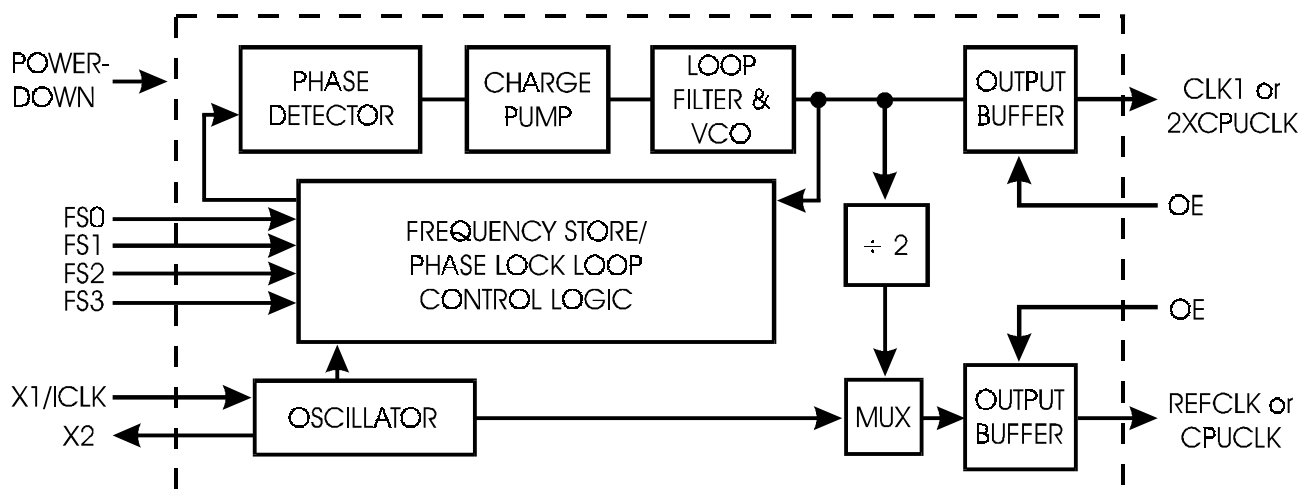 POWER-
DOWN
PHASE
DETECTOR
CHARGE
PUMP
LOOP
FILTER &
VCO
OUTPUT
BUFFER
CLK1 or
2XCPUCLK
OE
FS0
FS1
FS2
FS3
FREQUENCY STORE/
PHASE LOCK LOOP
CONTROL LOGIC
÷ 2
OE
X1/ICLK
X2
OSCILLATOR
MUX
OUTPUT
BUFFER
REFCLK or
CPUCLK